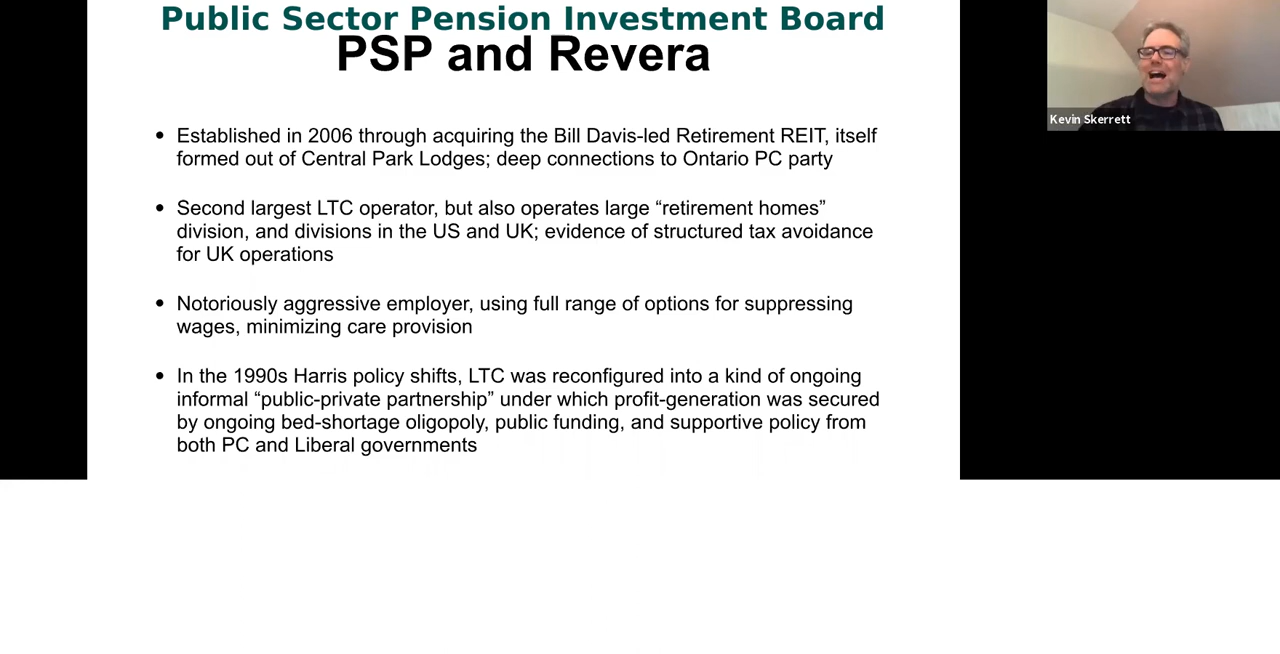 Public Sector Pension Investment Board
PSP and Revera
• Established in 2006 through acquiring the Bill Davis-led Retirement REIT, itself
formed out of Central Park Lodges; deep connections to Ontario PC party
• Second largest LTC operator, but also operates large “retirement homes”
division, and divisions in the US and UK; evidence of structured tax avoidance
for UK operations
• Notoriously aggressive employer, using full range of options for suppressing
wages, minimizing care provision
• In the 1990s Harris policy shifts, LTC was reconfigured into a kind of ongoing
informal “public-private partnership” under which profit-generation was secured
by ongoing bed-shortage oligopoly, public funding, and supportive policy from
both PC and Liberal governments
Kevin Skerrett